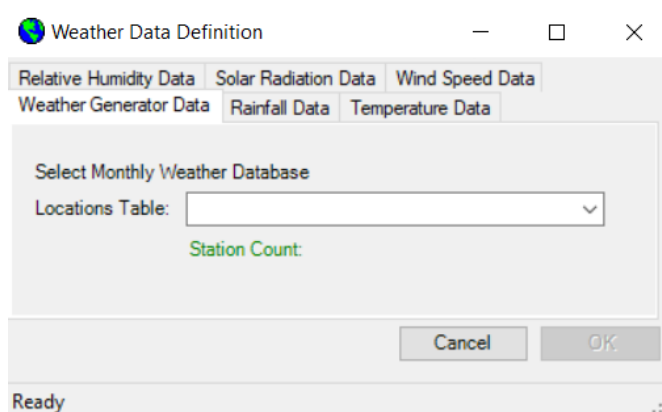 Weather Data Definition
Relative Humidity Data Solar Radiation Data Wind Speed Data
Weather Generator Data Rainfall Data Temperature Data
Select Monthly Weather Database
Locations Table:
Station Count:
Cancel OK
Ready